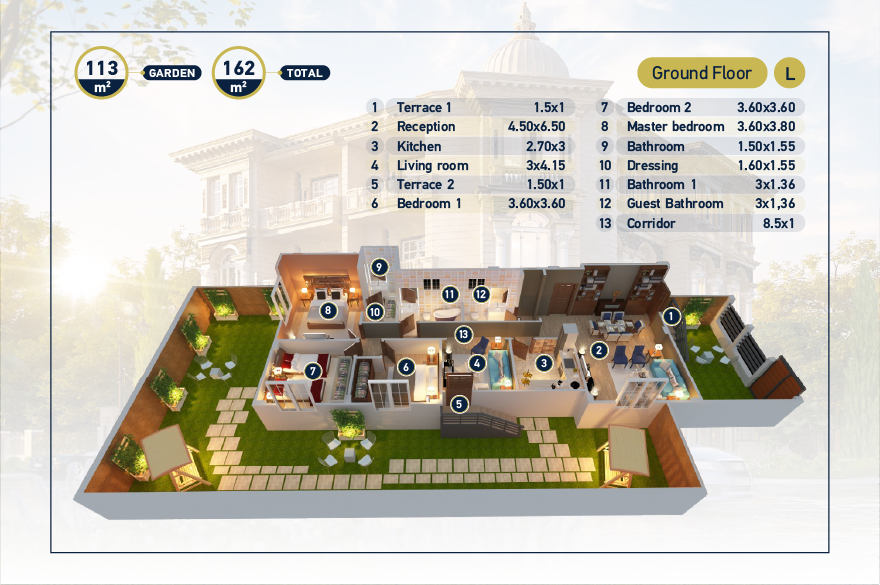 113 m² GARDEN
162 m² TOTAL
Ground Floor L
1 Terrace 1 1.5x1
2 Reception 4.50x6.50
3 Kitchen 2.70x3
4 Living room 3x4.15
5 Terrace 2 1.50x1
6 Bedroom 1 3.60x3.60
7 Bedroom 2 3.60x3.60
8 Master bedroom 3.60x3.80
9 Bathroom 1.50x1.55
10 Dressing 1.60x1.55
11 Bathroom 1 3x1.36
12 Guest Bathroom 3x1,36
13 Corridor 8.5x1
9
8
10
11
12
1
13
2
7
6
4
3
5